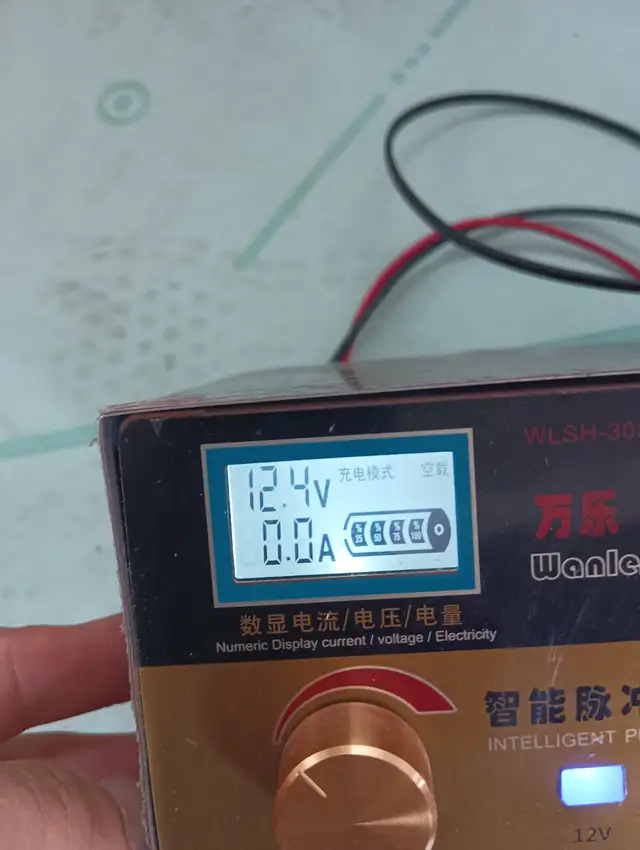 WLSH-30
12.4V
充电模式 空载
0.0A
% 25 % 50 % 75 % 100
万乐
Wanle
数显电流/电压/电量
Numeric Display current / voltage / Electricity
智能脉冲
INTELLIGENT P
12V